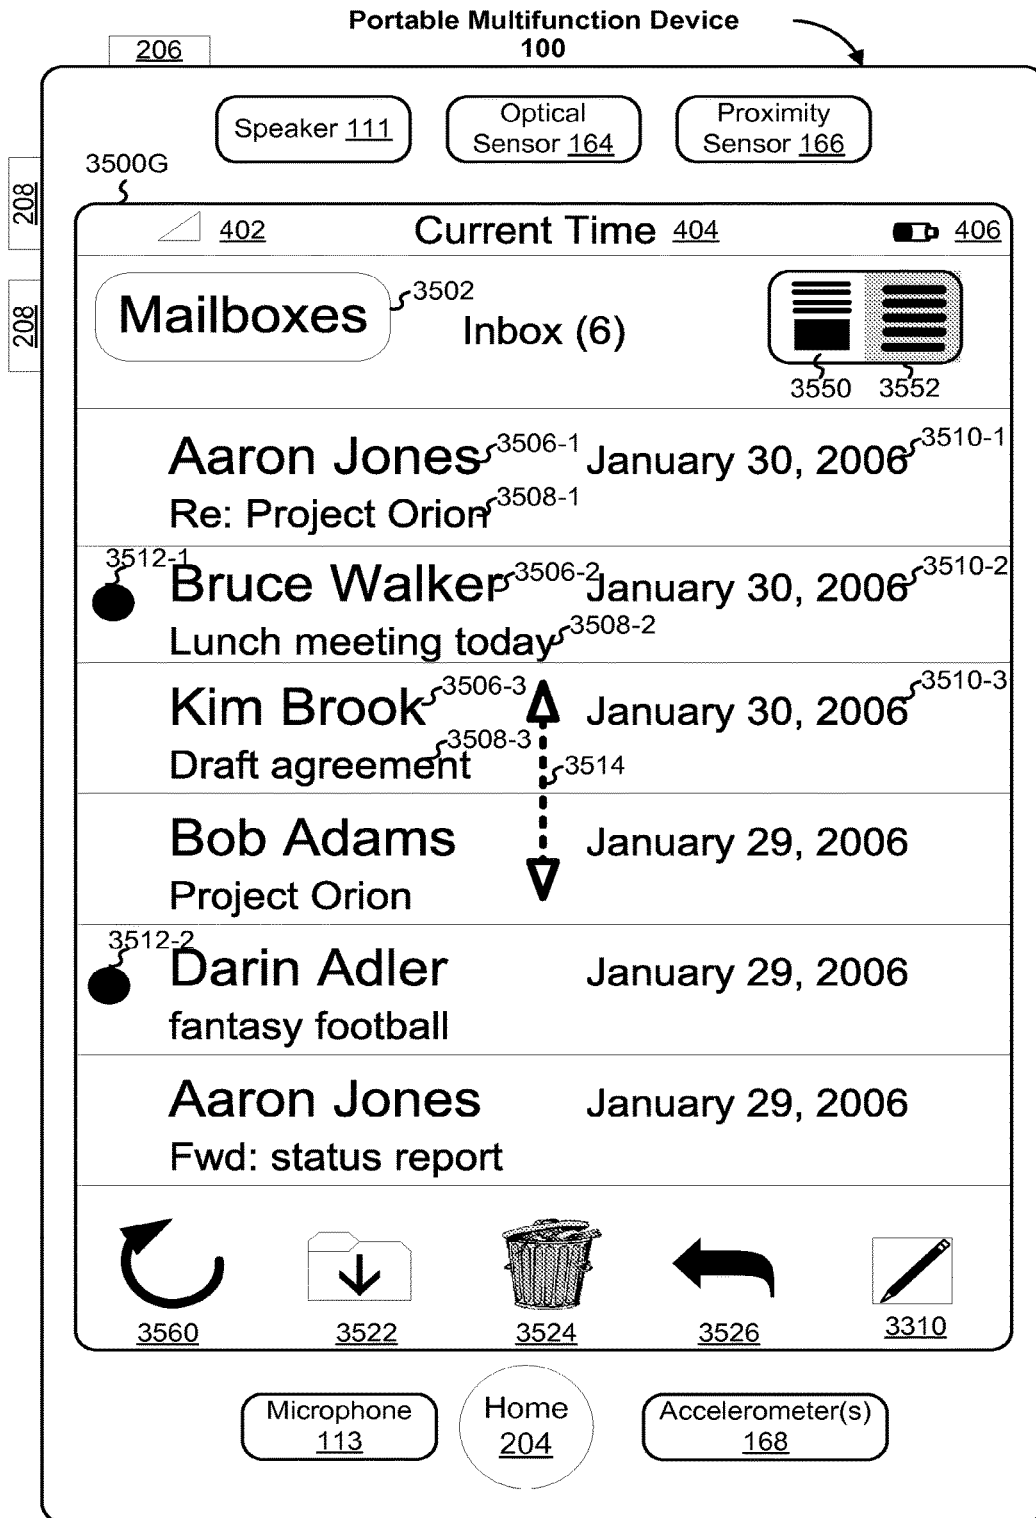 Portable Multifunction Device
100
206
Speaker 111
Optical
Sensor 164
Proximity
Sensor 166
208
208
3500G
402
Current Time 404
406
Mailboxes
3502
Inbox (6)
3550
3552
Aaron Jones
3506-1
January 30, 2006
3510-1
Re: Project Orion
3508-1
3512-1
Bruce Walker
3506-2
January 30, 2006
3510-2
Lunch meeting today
3508-2
Kim Brook
3506-3
January 30, 2006
3510-3
Draft agreement
3508-3
3514
Bob Adams
January 29, 2006
Project Orion
3512-2
Darin Adler
January 29, 2006
fantasy football
Aaron Jones
January 29, 2006
Fwd: status report
3560
3522
3524
3526
3310
Microphone
113
Home
204
Accelerometer(s)
168